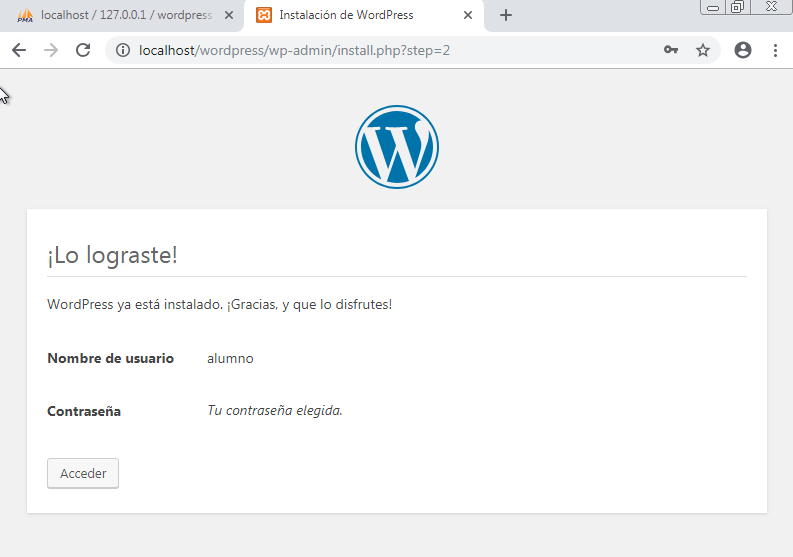 PMA
localhost / 127.0.0.1 / wordpress
Instalación de WordPress
localhost/wordpress/wp-admin/install.php?step=2
¡Lo lograste!
WordPress ya está instalado. ¡Gracias, y que lo disfrutes!
Nombre de usuario alumno
Contraseña Tu contraseña elegida.
Acceder